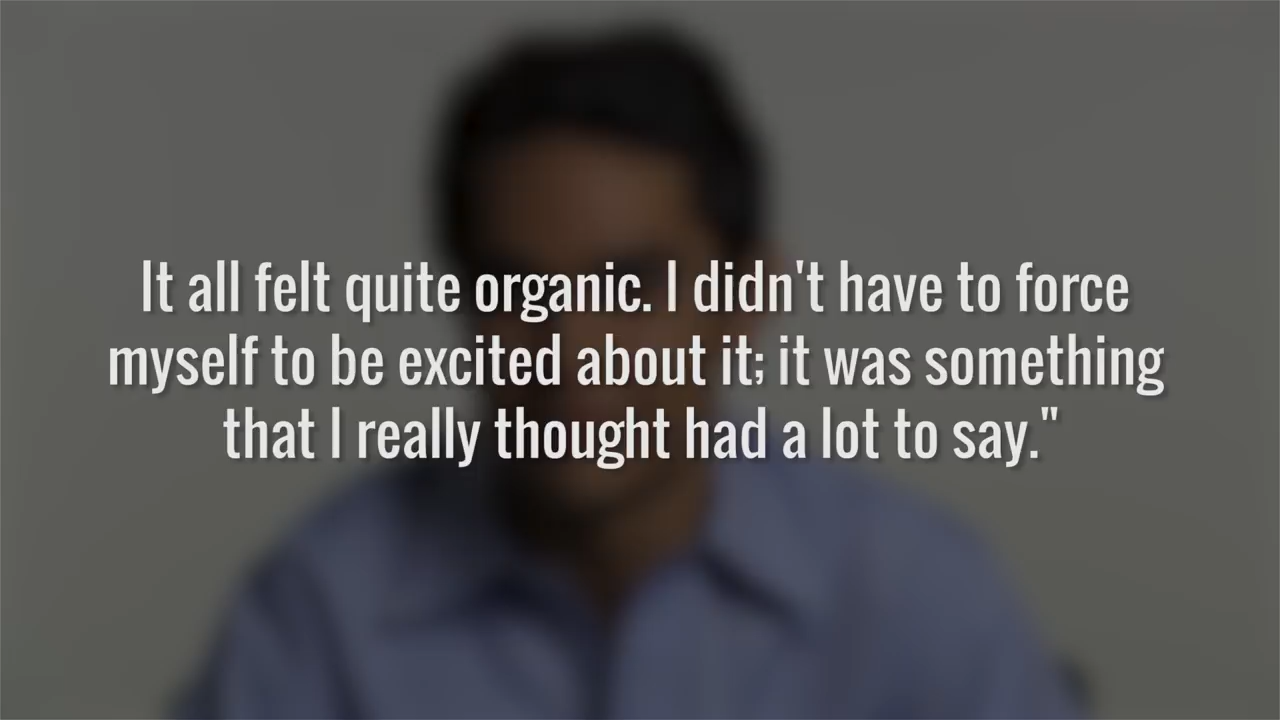 It all felt quite organic. I didn't have to force
myself to be excited about it; it was something
that I really thought had a lot to say."